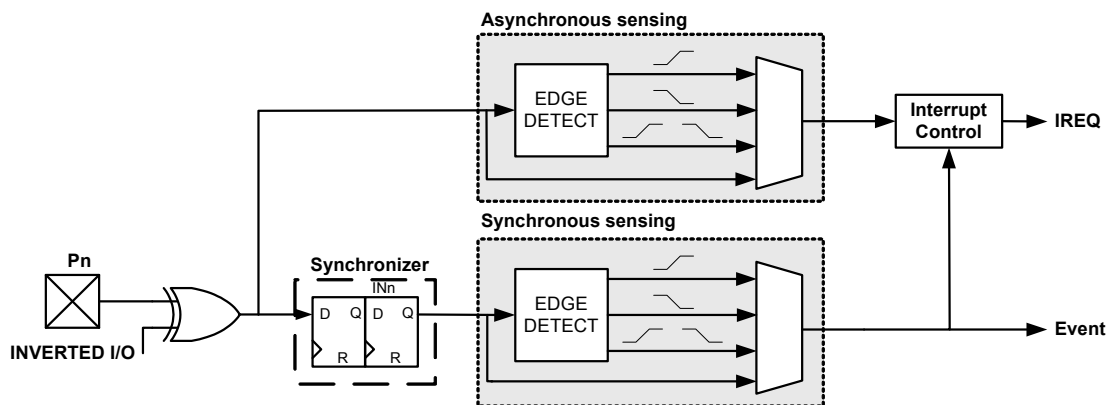 Asynchronous sensing
EDGE
DETECT
Interrupt
Control
IREQ
Synchronous sensing
Pn
Synchronizer
INn
EDGE
DETECT
D Q D Q
R R
INVERTED I/O
Event